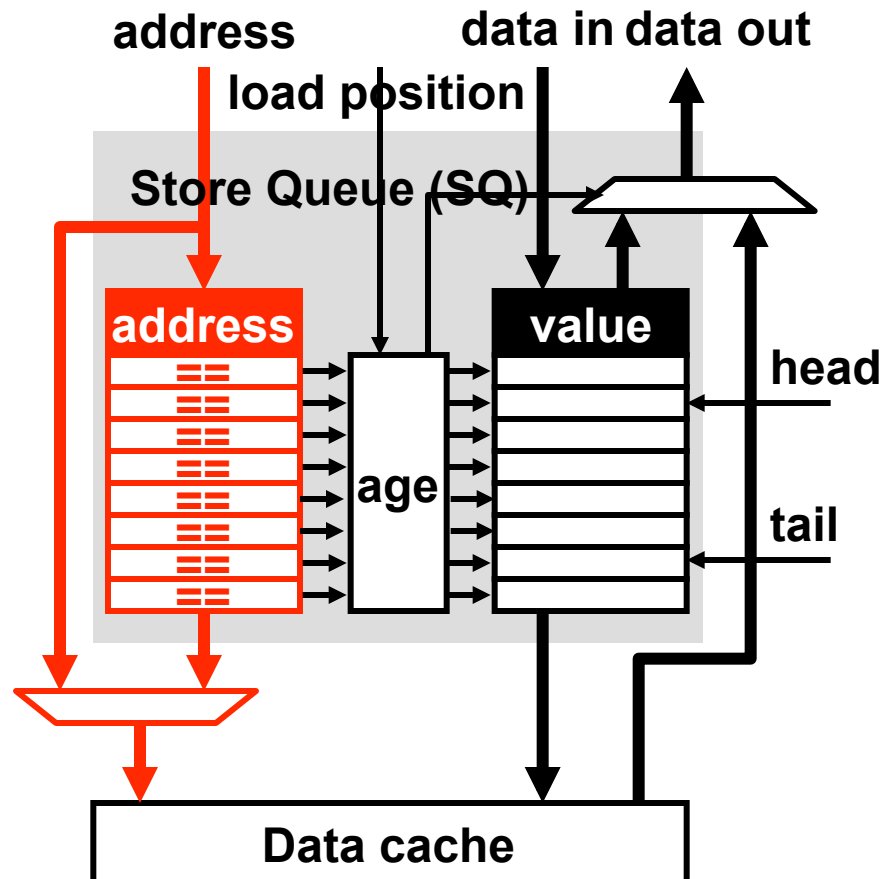 address
data in
data out
load position
Store Queue (SQ)
address
value
==
==
==
==
==
==
==
==
age
head
tail
Data cache